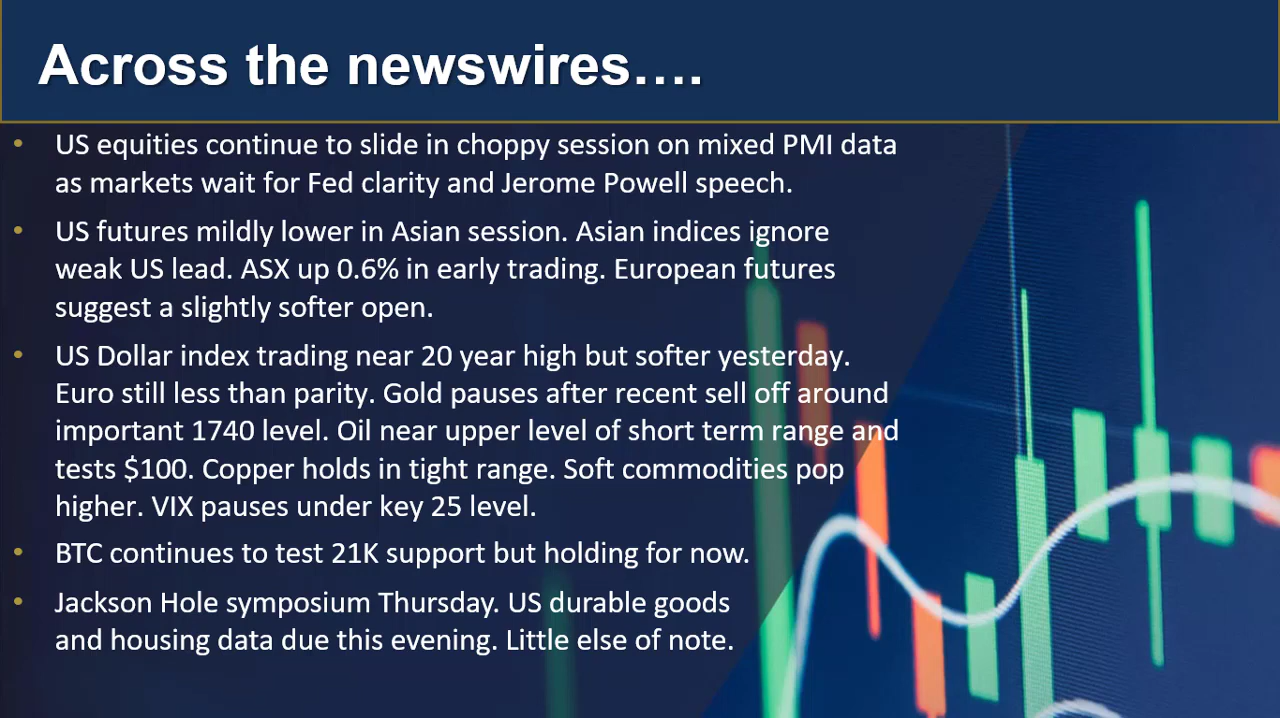 Across the newswires….
• US equities continue to slide in choppy session on mixed PMI data
as markets wait for Fed clarity and Jerome Powell speech.
• US futures mildly lower in Asian session. Asian indices ignore
weak US lead. ASX up 0.6% in early trading. European futures
suggest a slightly softer open.
• US Dollar index trading near 20 year high but softer yesterday.
Euro still less than parity. Gold pauses after recent sell off around
important 1740 level. Oil near upper level of short term range and
tests $100. Copper holds in tight range. Soft commodities pop
higher. VIX pauses under key 25 level.
• BTC continues to test 21K support but holding for now.
• Jackson Hole symposium Thursday. US durable goods
and housing data due this evening. Little else of note.